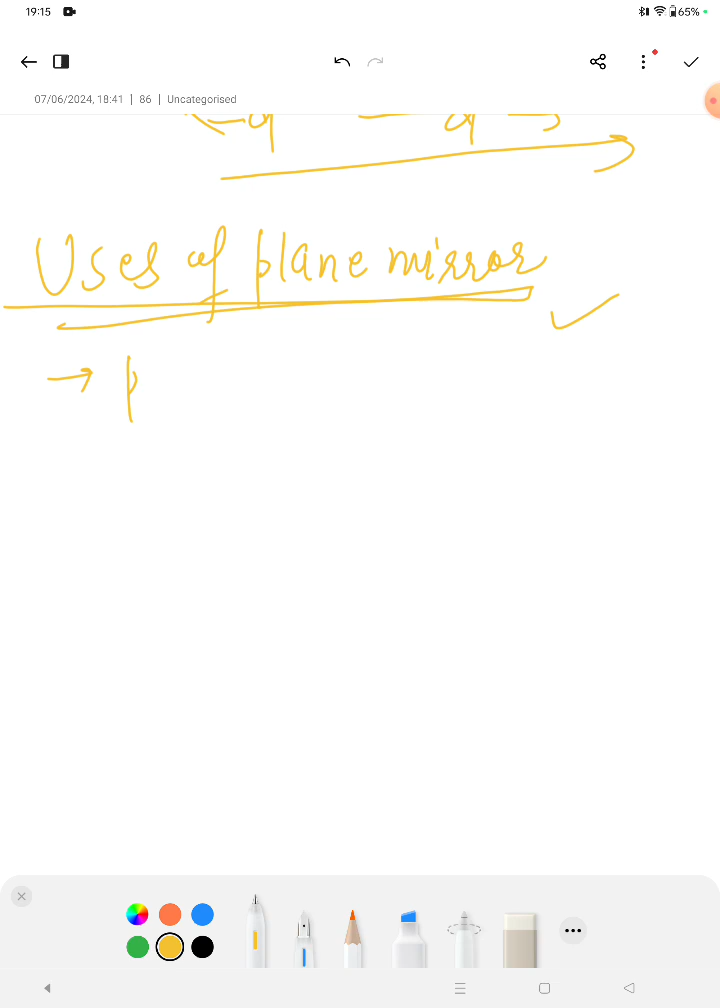 19:15 65%
07/06/2024, 18:41 | 86 | Uncategorised
Uses of plane mirror
→ p